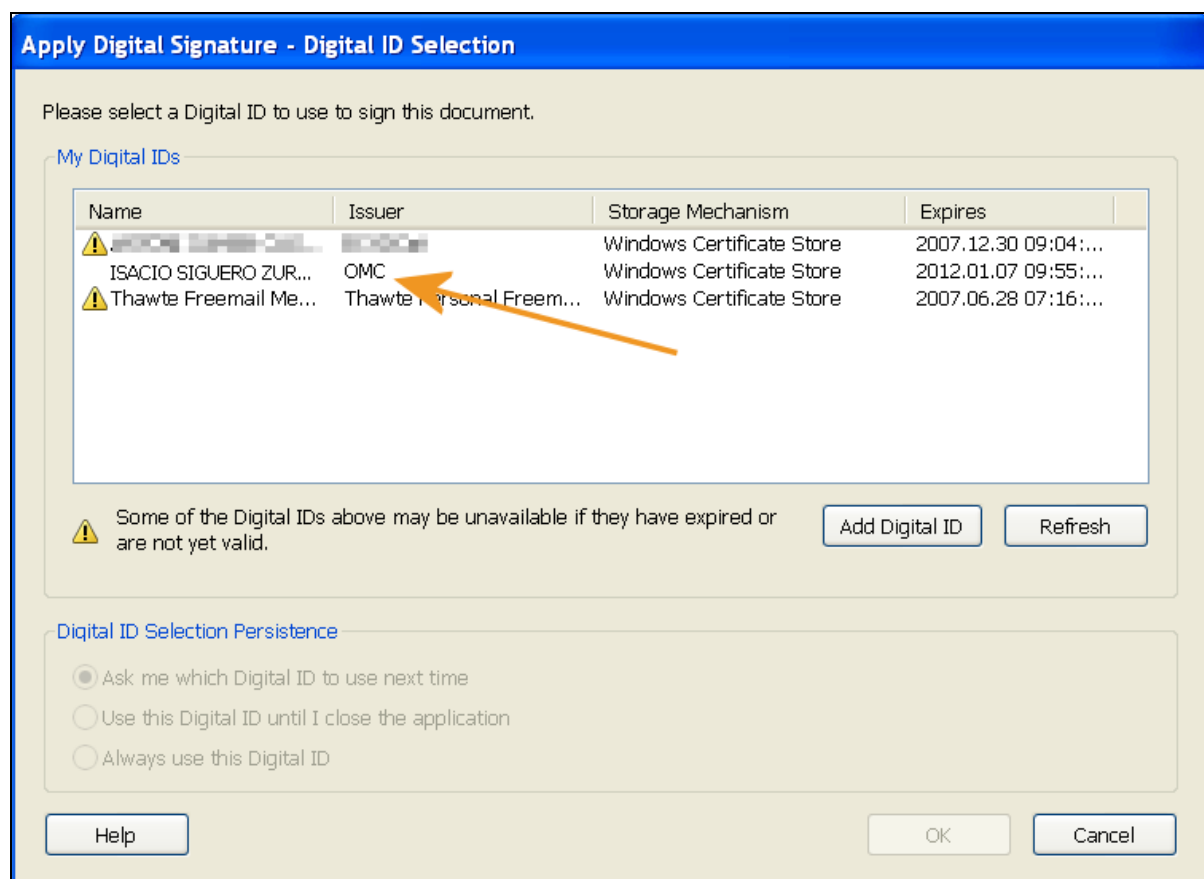 Apply Digital Signature - Digital ID Selection
Please select a Digital ID to use to sign this document.
My Digital IDs
Name Issuer Storage Mechanism Expires
Windows Certificate Store 2007.12.30 09:04:...
ISACIO SIGUERO ZUR... OMC Windows Certificate Store 2012.01.07 09:55:...
Thawte Freemail Me... Thawte Personal Freem... Windows Certificate Store 2007.06.28 07:16:...
Some of the Digital IDs above may be unavailable if they have expired or
are not yet valid.
Add Digital ID Refresh
Digital ID Selection Persistence
Ask me which Digital ID to use next time
Use this Digital ID until I close the application
Always use this Digital ID
Help OK Cancel